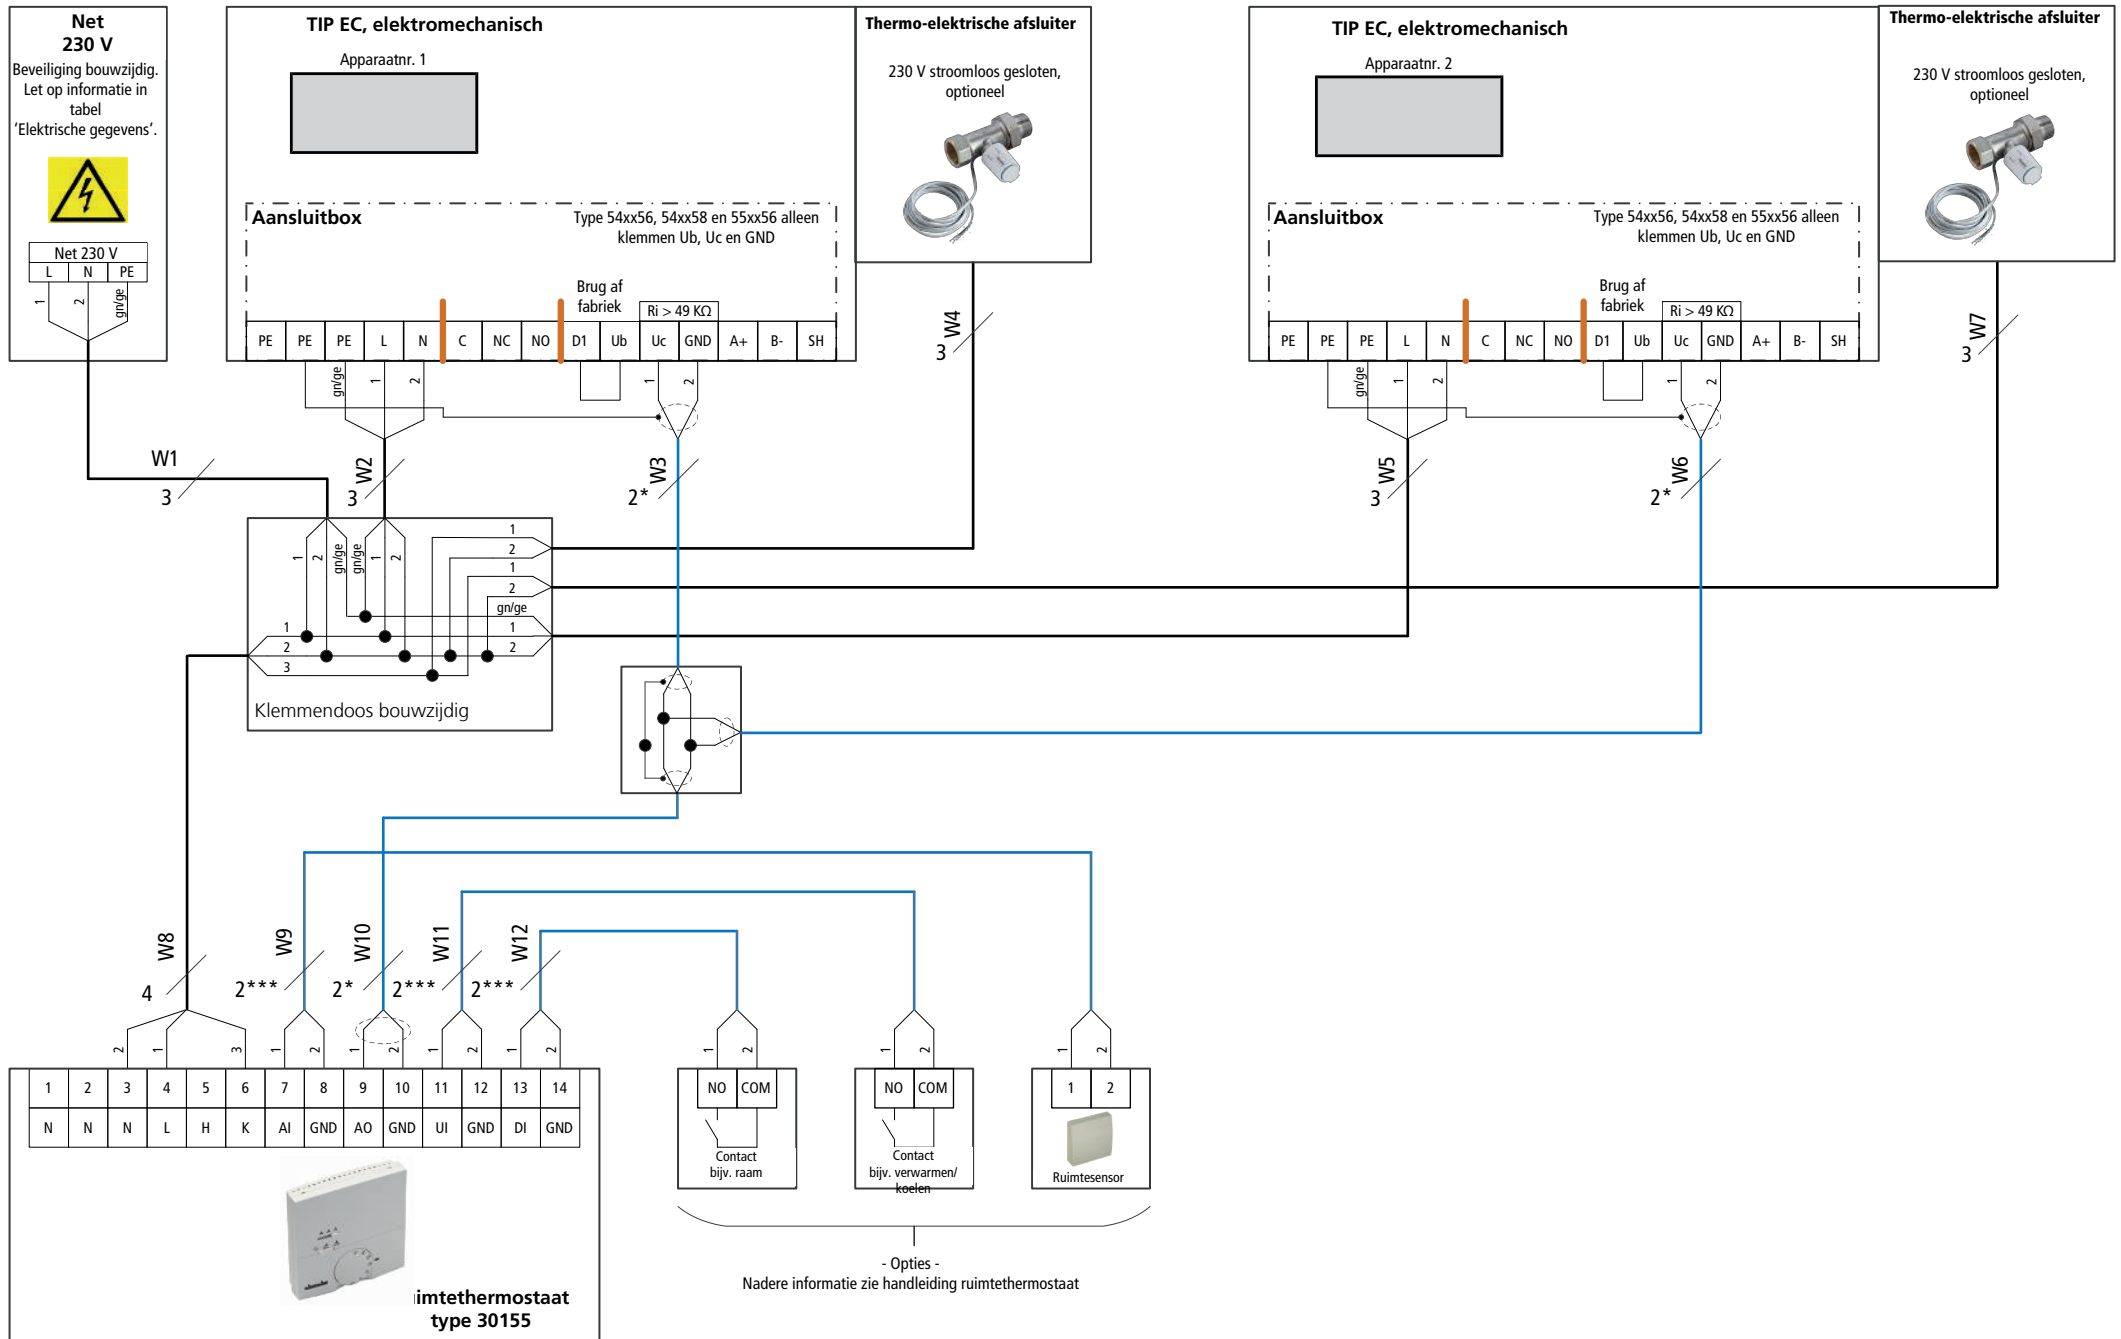 Net
230 V
Beveiliging bouwzijdig.
Let op informatie in
tabel
'Elektrische gegevens'.
Net 230 V
L N PE
1 2 gn/ge
TIP EC, elektromechanisch
Apparaatnr. 1
Aansluitbox
Type 54xx56, 54xx58 en 55xx56 alleen
klemmen Ub, Uc en GND
Brug af
fabriek
Ri > 49 KΩ
PE PE PE L N C NC NO D1 Ub Uc GND A+ B- SH
gn/ge 1 2 1 2
Thermo-elektrische afsluiter
230 V stroomloos gesloten,
optioneel
TIP EC, elektromechanisch
Apparaatnr. 2
Aansluitbox
Type 54xx56, 54xx58 en 55xx56 alleen
klemmen Ub, Uc en GND
Brug af
fabriek
Ri > 49 KΩ
PE PE PE L N C NC NO D1 Ub Uc GND A+ B- SH
gn/ge 1 2 1 2
Thermo-elektrische afsluiter
230 V stroomloos gesloten,
optioneel
W1
3
W2
3
W3
2*
W4
3
W5
3
W6
2*
W7
3
1 2 gn/ge gn/ge 1 2
1
2
1
2
gn/ge
1
2
1
2
3
Klemmendoos bouwzijdig
W8
4
W9
2***
W10
2*
W11
2***
W12
2***
2 1 3 1 2 1 2 1 2 1 2
1 2 3 4 5 6 7 8 9 10 11 12 13 14
N N N L H K AI GND AO GND UI GND DI GND
imtethermostaat
type 30155
1 2
NO COM
Contact
bijv. raam
1 2
NO COM
Contact
bijv. verwarmen/
koelen
1 2
1 2
Ruimtesensor
- Opties -
Nadere informatie zie handleiding ruimtethermostaat